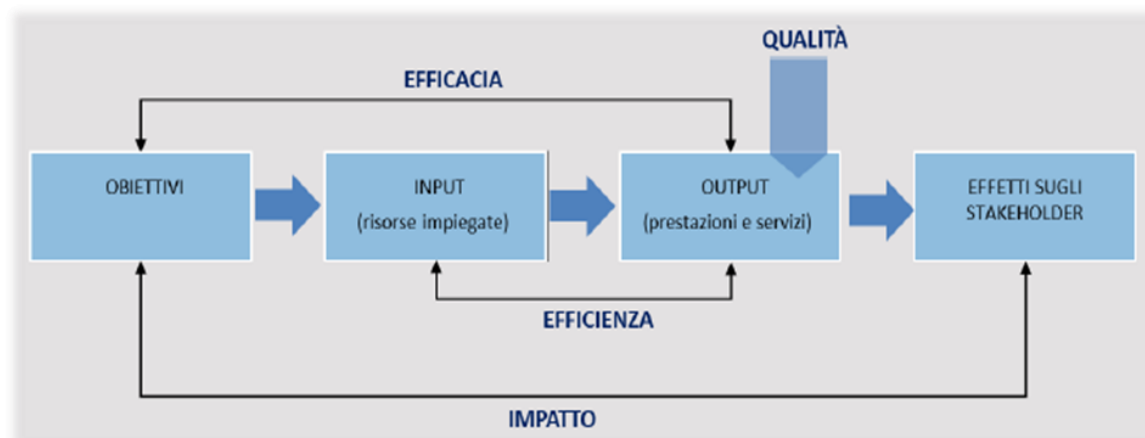 QUALITÀ
EFFICACIA
OBIETTIVI
INPUT
(risorse impiegate)
OUTPUT
(prestazioni e servizi)
EFFETTI SUGLI
STAKEHOLDER
EFFICIENZA
IMPATTO